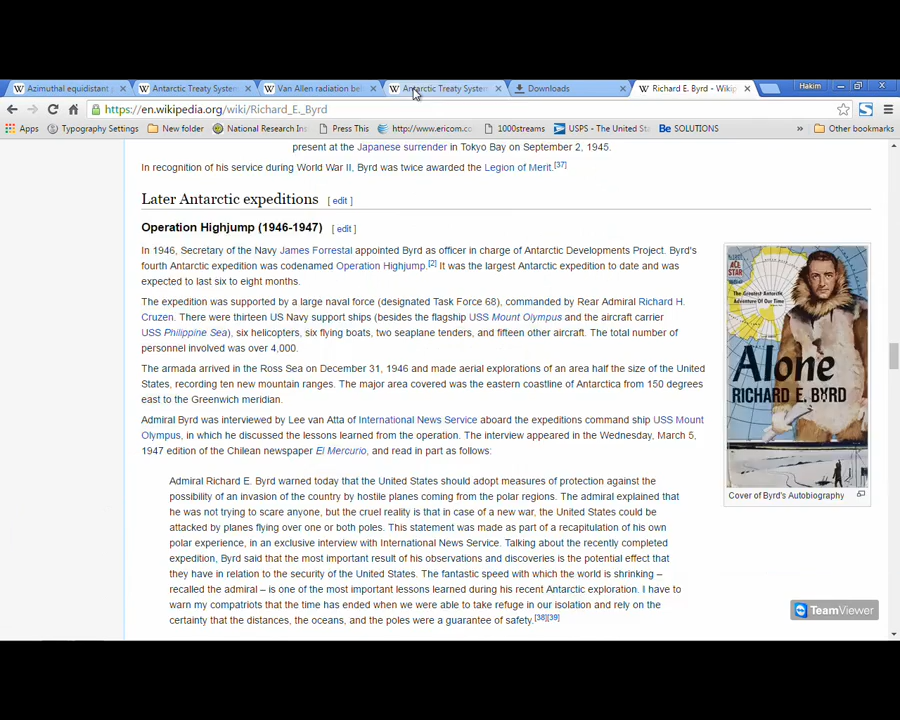 Azimuthal equidistant
Antarctic Treaty System
Van Allen radiation be
Antarctic Treaty System
Downloads
Richard E. Byrd - Wikip
Hakim
https://en.wikipedia.org/wiki/Richard_E._Byrd
Apps
Typography Settings
New folder
National Research Ins
Press This
http://www.ericom.cc
1000streams
USPS - The United Sta
Be SOLUTIONS
»
Other bookmarks
present at the Japanese surrender in Tokyo Bay on September 2, 1945.
In recognition of his service during World War II, Byrd was twice awarded the Legion of Merit.[37]
Later Antarctic expeditions [ edit ]
Operation Highjump (1946-1947) [ edit ]
In 1946, Secretary of the Navy James Forrestal appointed Byrd as officer in charge of Antarctic Developments Project. Byrd's
fourth Antarctic expedition was codenamed Operation Highjump.[2] It was the largest Antarctic expedition to date and was
expected to last six to eight months.
The expedition was supported by a large naval force (designated Task Force 68), commanded by Rear Admiral Richard H.
Cruzen. There were thirteen US Navy support ships (besides the flagship USS Mount Olympus and the aircraft carrier
USS Philippine Sea), six helicopters, six flying boats, two seaplane tenders, and fifteen other aircraft. The total number of
personnel involved was over 4,000.
The armada arrived in the Ross Sea on December 31, 1946 and made aerial explorations of an area half the size of the United
States, recording ten new mountain ranges. The major area covered was the eastern coastline of Antarctica from 150 degrees
east to the Greenwich meridian.
Admiral Byrd was interviewed by Lee van Atta of International News Service aboard the expeditions command ship USS Mount
Olympus, in which he discussed the lessons learned from the operation. The interview appeared in the Wednesday, March 5,
1947 edition of the Chilean newspaper El Mercurio, and read in part as follows:
Admiral Richard E. Byrd warned today that the United States should adopt measures of protection against the
possibility of an invasion of the country by hostile planes coming from the polar regions. The admiral explained that
he was not trying to scare anyone, but the cruel reality is that in case of a new war, the United States could be
attacked by planes flying over one or both poles. This statement was made as part of a recapitulation of his own
polar experience, in an exclusive interview with International News Service. Talking about the recently completed
expedition, Byrd said that the most important result of his observations and discoveries is the potential effect that
they have in relation to the security of the United States. The fantastic speed with which the world is shrinking –
recalled the admiral – is one of the most important lessons learned during his recent Antarctic exploration. I have to
warn my compatriots that the time has ended when we were able to take refuge in our isolation and rely on the
certainty that the distances, the oceans, and the poles were a guarantee of safety.[38][39]
ACE
STAR
The Greatest Antarctic
Adventure Of Our Time
Alone
RICHARD E. BYRD
Cover of Byrd's Autobiography
TeamViewer